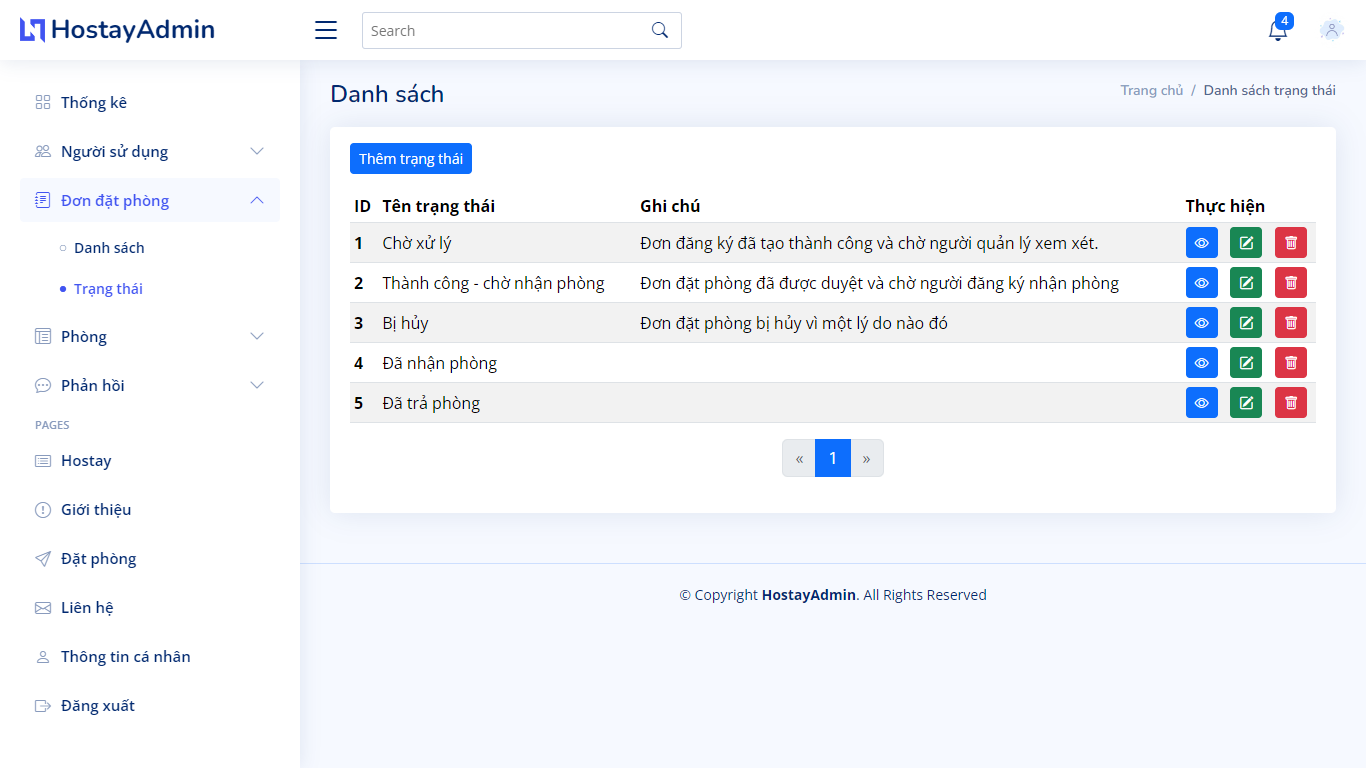 HostayAdmin
Search
4
Thống kê
Người sử dụng
Đơn đặt phòng
Danh sách
Trạng thái
Phòng
Phản hồi
PAGES
Hostay
Giới thiệu
Đặt phòng
Liên hệ
Thông tin cá nhân
Đăng xuất
Danh sách
Trang chủ / Danh sách trạng thái
Thêm trạng thái
ID Tên trạng thái Ghi chú Thực hiện
1 Chờ xử lý Đơn đăng ký đã tạo thành công và chờ người quản lý xem xét.
2 Thành công - chờ nhận phòng Đơn đặt phòng đã được duyệt và chờ người đăng ký nhận phòng
3 Bị hủy Đơn đặt phòng bị hủy vì một lý do nào đó
4 Đã nhận phòng
5 Đã trả phòng
« 1 »
© Copyright HostayAdmin. All Rights Reserved